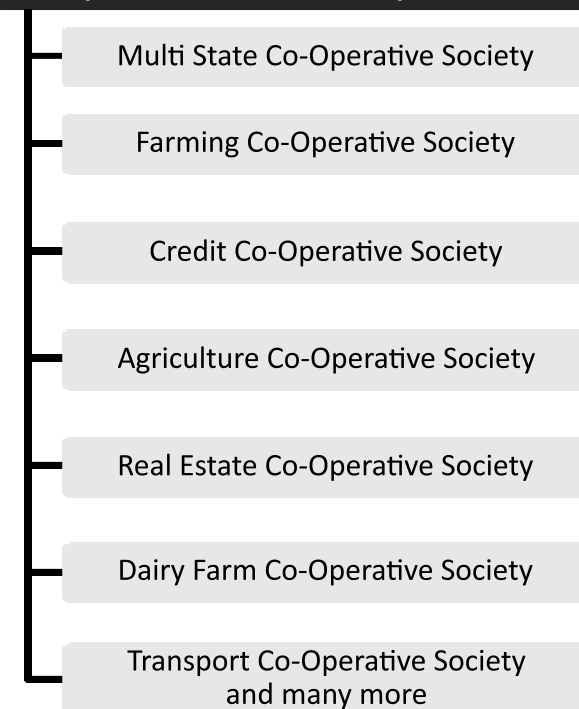 Multi State Co-Operative Society
Farming Co-Operative Society
Credit Co-Operative Society
Agriculture Co-Operative Society
Real Estate Co-Operative Society
Dairy Farm Co-Operative Society
Transport Co-Operative Society
and many more